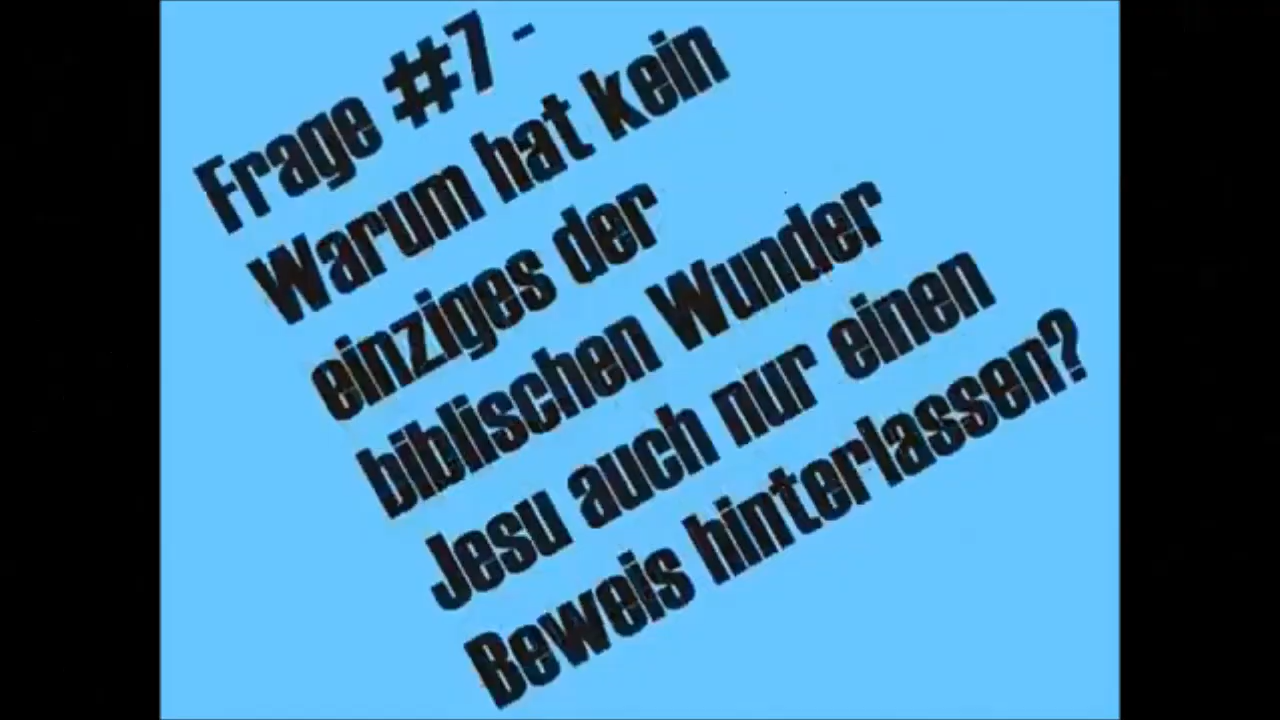 Frage #7 -
Warum hat kein
einziges der
biblischen Wunder
Jesu auch nur einen
Beweis hinterlassen?